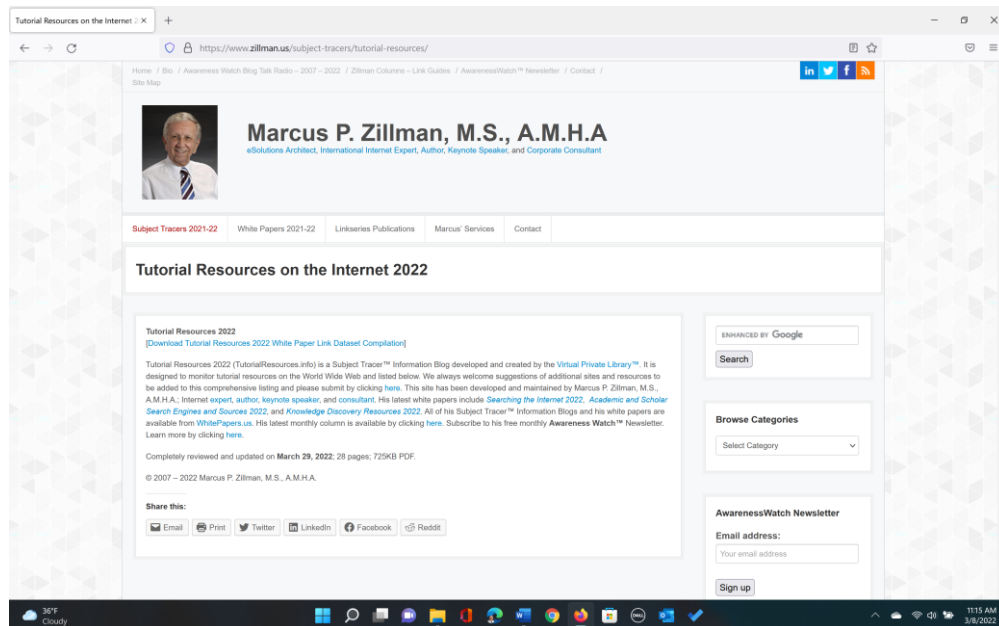 Tutorial Resources on the Internet 2
https://www.zillman.us/subject-tracers/tutorial-resources/
Home / Bio / Awareness Watch Blog Talk Radio – 2007 – 2022 / Zillman Columns – Link Guides / AwarenessWatch™ Newsletter / Contact /
Site Map
Marcus P. Zillman, M.S., A.M.H.A
eSolutions Architect, International Internet Expert, Author, Keynote Speaker, and Corporate Consultant
Subject Tracers 2021-22 White Papers 2021-22 Linkseries Publications Marcus' Services Contact
Tutorial Resources on the Internet 2022
Tutorial Resources 2022
[Download Tutorial Resources 2022 White Paper Link Dataset Compilation]
Tutorial Resources 2022 (TutorialResources.info) is a Subject Tracer™ Information Blog developed and created by the Virtual Private Library™. It is
designed to monitor tutorial resources on the World Wide Web and listed below. We always welcome suggestions of additional sites and resources to
be added to this comprehensive listing and please submit by clicking here. This site has been developed and maintained by Marcus P. Zillman, M.S.,
A.M.H.A.; Internet expert, author, keynote speaker, and consultant. His latest white papers include Searching the Internet 2022, Academic and Scholar
Search Engines and Sources 2022, and Knowledge Discovery Resources 2022. All of his Subject Tracer™ Information Blogs and his white papers are
available from WhitePapers.us. His latest monthly column is available by clicking here. Subscribe to his free monthly Awareness Watch™ Newsletter.
Learn more by clicking here.
Completely reviewed and updated on March 29, 2022; 28 pages; 725KB PDF.
© 2007 – 2022 Marcus P. Zillman, M.S., A.M.H.A.
Share this:
Email Print Twitter LinkedIn Facebook Reddit
ENHANCED BY Google
Search
Browse Categories
Select Category
AwarenessWatch Newsletter
Email address:
Your email address
Sign up
36°F
Cloudy
11:15 AM
3/8/2022